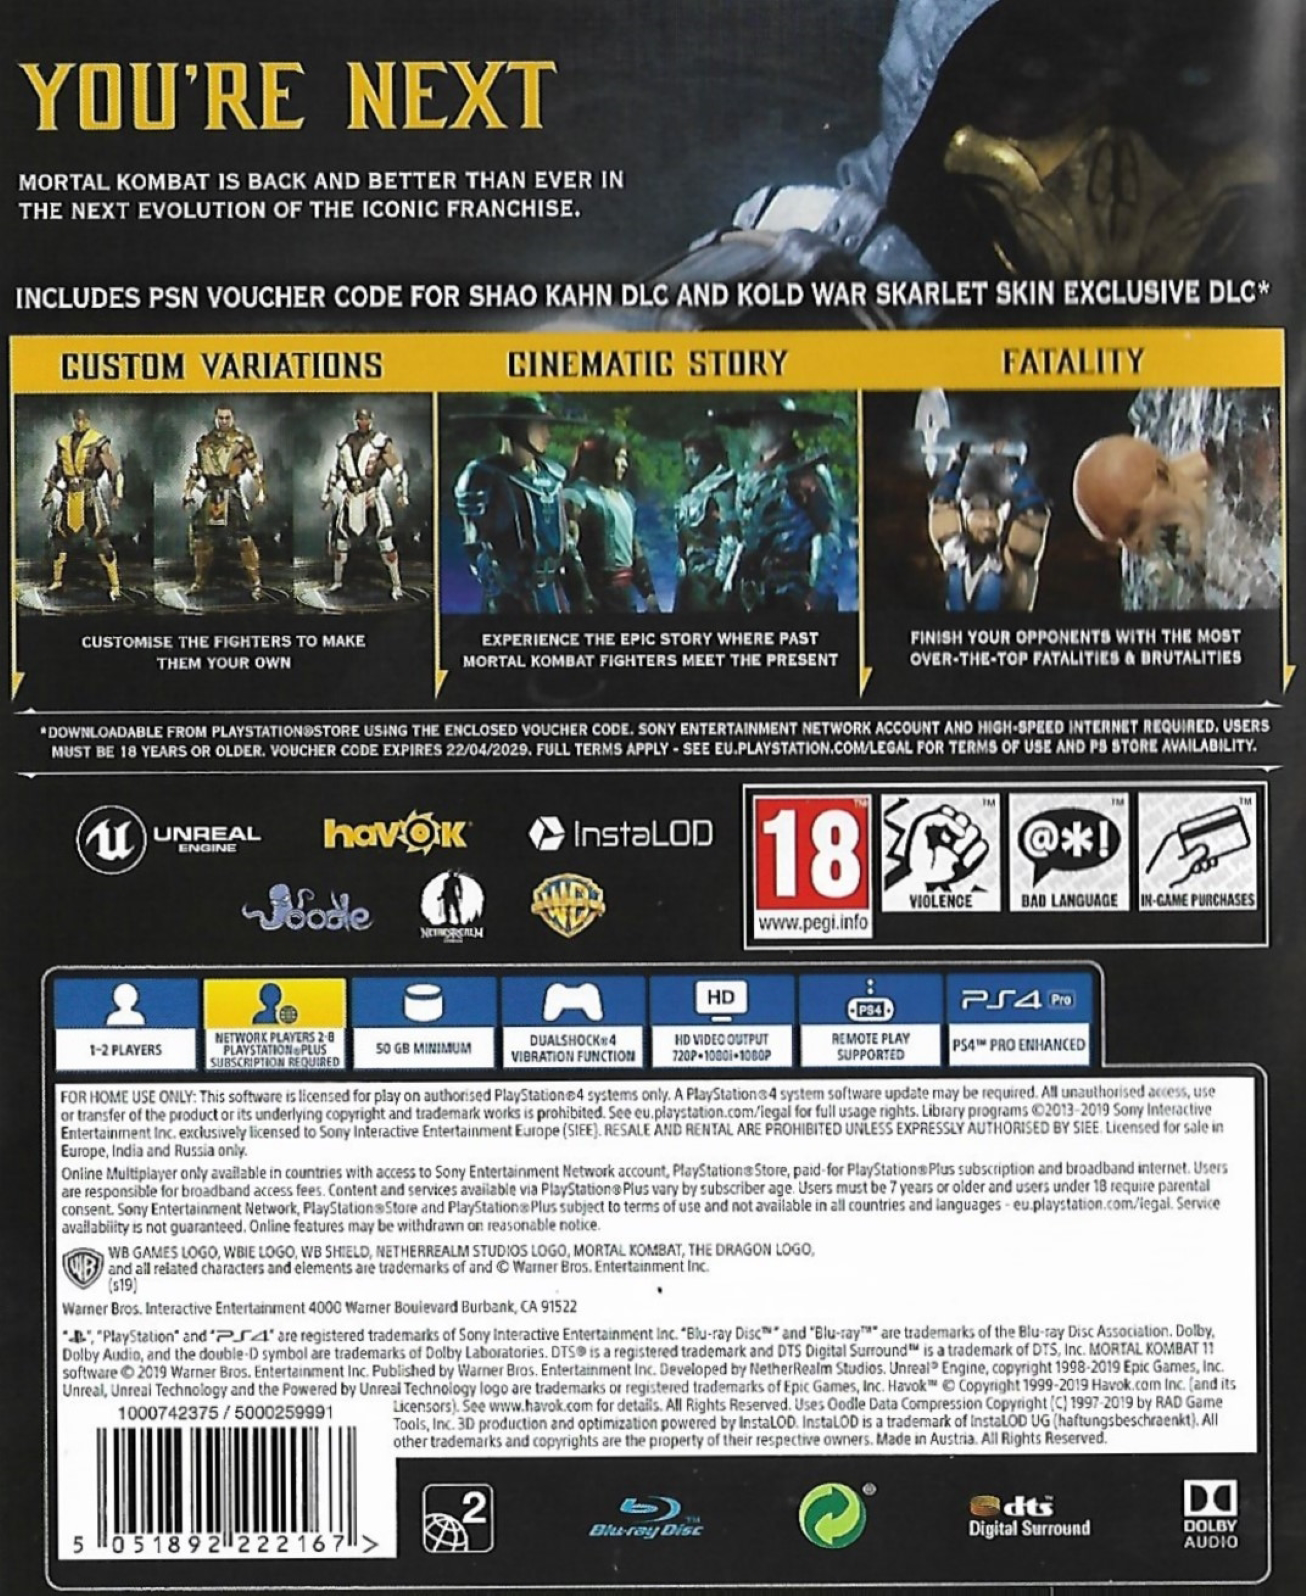 YOU'RE NEXT
MORTAL KOMBAT IS BACK AND BETTER THAN EVER IN
THE NEXT EVOLUTION OF THE ICONIC FRANCHISE.
INCLUDES PSN VOUCHER CODE FOR SHAO KAHN DLC AND KOLD WAR SKARLET SKIN EXCLUSIVE DLC*
CUSTOM VARIATIONS
CINEMATIC STORY
FATALITY
CUSTOMISE THE FIGHTERS TO MAKE
THEM YOUR OWN
EXPERIENCE THE EPIC STORY WHERE PAST
MORTAL KOMBAT FIGHTERS MEET THE PRESENT
FINISH YOUR OPPONENTS WITH THE MOST
OVER-THE-TOP FATALITIES & BRUTALITIES
*DOWNLOADABLE FROM PLAYSTATION®STORE USING THE ENCLOSED VOUCHER CODE. SONY ENTERTAINMENT NETWORK ACCOUNT AND HIGH-SPEED INTERNET REQUIRED. USERS
MUST BE 18 YEARS OR OLDER. VOUCHER CODE EXPIRES 22/04/2029. FULL TERMS APPLY - SEE EU.PLAYSTATION.COM/LEGAL FOR TERMS OF USE AND PS STORE AVAILABILITY.
UNREAL
ENGINE
havok
InstaLOD
Oodle
NETHERREALM
WB
18
www.pegi.info
VIOLENCE
@*!
BAD LANGUAGE
IN-GAME PURCHASES
1-2 PLAYERS
NETWORK PLAYERS 2-8
PLAYSTATION®PLUS
SUBSCRIPTION REQUIRED
50 GB MINIMUM
DUALSHOCK®4
VIBRATION FUNCTION
HD
HD VIDEO OUTPUT
720P•1080i•1080P
PS4
REMOTE PLAY
SUPPORTED
PS4 Pro
PS4™ PRO ENHANCED
FOR HOME USE ONLY: This software is licensed for play on authorised PlayStation®4 systems only. A PlayStation®4 system software update may be required. All unauthorised access, use
or transfer of the product or its underlying copyright and trademark works is prohibited. See eu.playstation.com/legal for full usage rights. Library programs ©2013-2019 Sony Interactive
Entertainment Inc. exclusively licensed to Sony Interactive Entertainment Europe (SIEE). RESALE AND RENTAL ARE PROHIBITED UNLESS EXPRESSLY AUTHORISED BY SIEE. Licensed for sale in
Europe, India and Russia only.
Online Multiplayer only available in countries with access to Sony Entertainment Network account, PlayStation®Store, paid-for PlayStation®Plus subscription and broadband internet. Users
are responsible for broadband access fees. Content and services available via PlayStation®Plus vary by subscriber age. Users must be 7 years or older and users under 18 require parental
consent. Sony Entertainment Network, PlayStation®Store and PlayStation®Plus subject to terms of use and not available in all countries and languages - eu.playstation.com/legal. Service
availability is not guaranteed. Online features may be withdrawn on reasonable notice.
WB GAMES LOGO, WBIE LOGO, WB SHIELD, NETHERREALM STUDIOS LOGO, MORTAL KOMBAT, THE DRAGON LOGO,
and all related characters and elements are trademarks of and © Warner Bros. Entertainment Inc.
(s19)
Warner Bros. Interactive Entertainment 4000 Warner Boulevard Burbank, CA 91522
"PlayStation" and "PS4" are registered trademarks of Sony Interactive Entertainment Inc. "Blu-ray Disc™" and "Blu-ray™" are trademarks of the Blu-ray Disc Association. Dolby,
Dolby Audio, and the double-D symbol are trademarks of Dolby Laboratories. DTS® is a registered trademark and DTS Digital Surround™ is a trademark of DTS, Inc. MORTAL KOMBAT 11
software © 2019 Warner Bros. Entertainment Inc. Published by Warner Bros. Entertainment Inc. Developed by NetherRealm Studios. Unreal® Engine, copyright 1998-2019 Epic Games, Inc.
Unreal, Unreal Technology and the Powered by Unreal Technology logo are trademarks or registered trademarks of Epic Games, Inc. Havok™ © Copyright 1999-2019 Havok.com Inc. (and its
Licensors). See www.havok.com for details. All Rights Reserved. Uses Oodle Data Compression Copyright (C) 1997-2019 by RAD Game
Tools, Inc. 3D production and optimization powered by InstaLOD. InstaLOD is a trademark of InstaLOD UG (haftungsbeschraenkt). All
other trademarks and copyrights are the property of their respective owners. Made in Austria. All Rights Reserved.
1000742375 / 5000259991
5 051892 222167 >
2
Blu-ray Disc™
dts™
Digital Surround
DOLBY
AUDIO